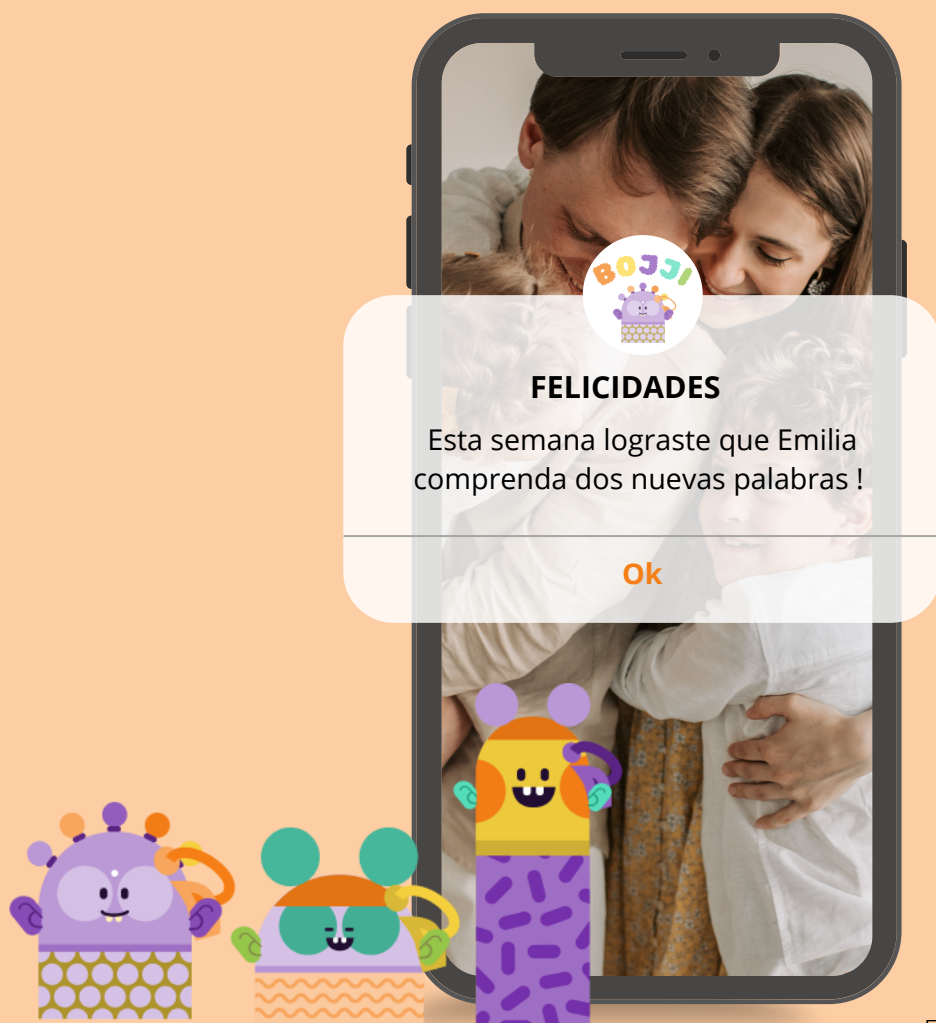 BOJJI
FELICIDADES
Esta semana lograste que Emilia
comprenda dos nuevas palabras !
Ok